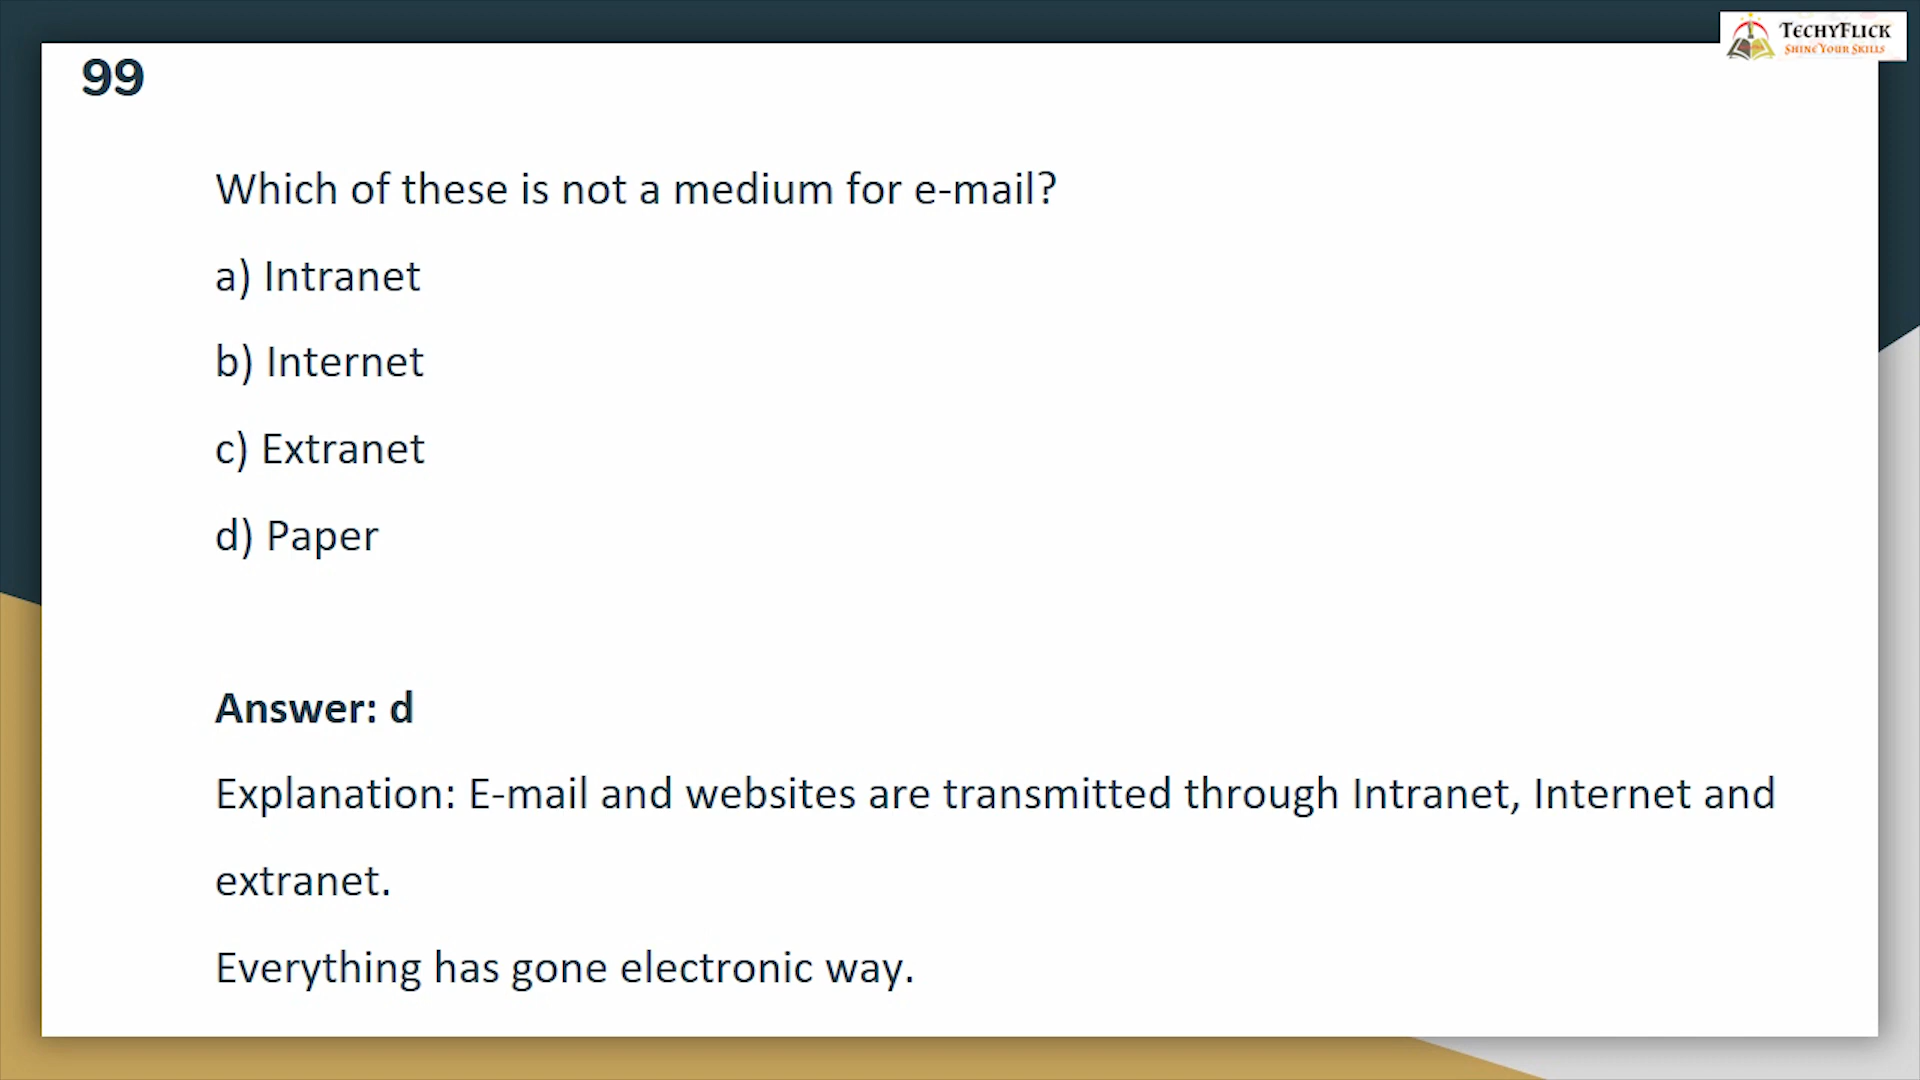 TECHYFLICK
SHINE YOUR SKILLS
99
Which of these is not a medium for e-mail?
a) Intranet
b) Internet
c) Extranet
d) Paper
Answer: d
Explanation: E-mail and websites are transmitted through Intranet, Internet and
extranet.
Everything has gone electronic way.